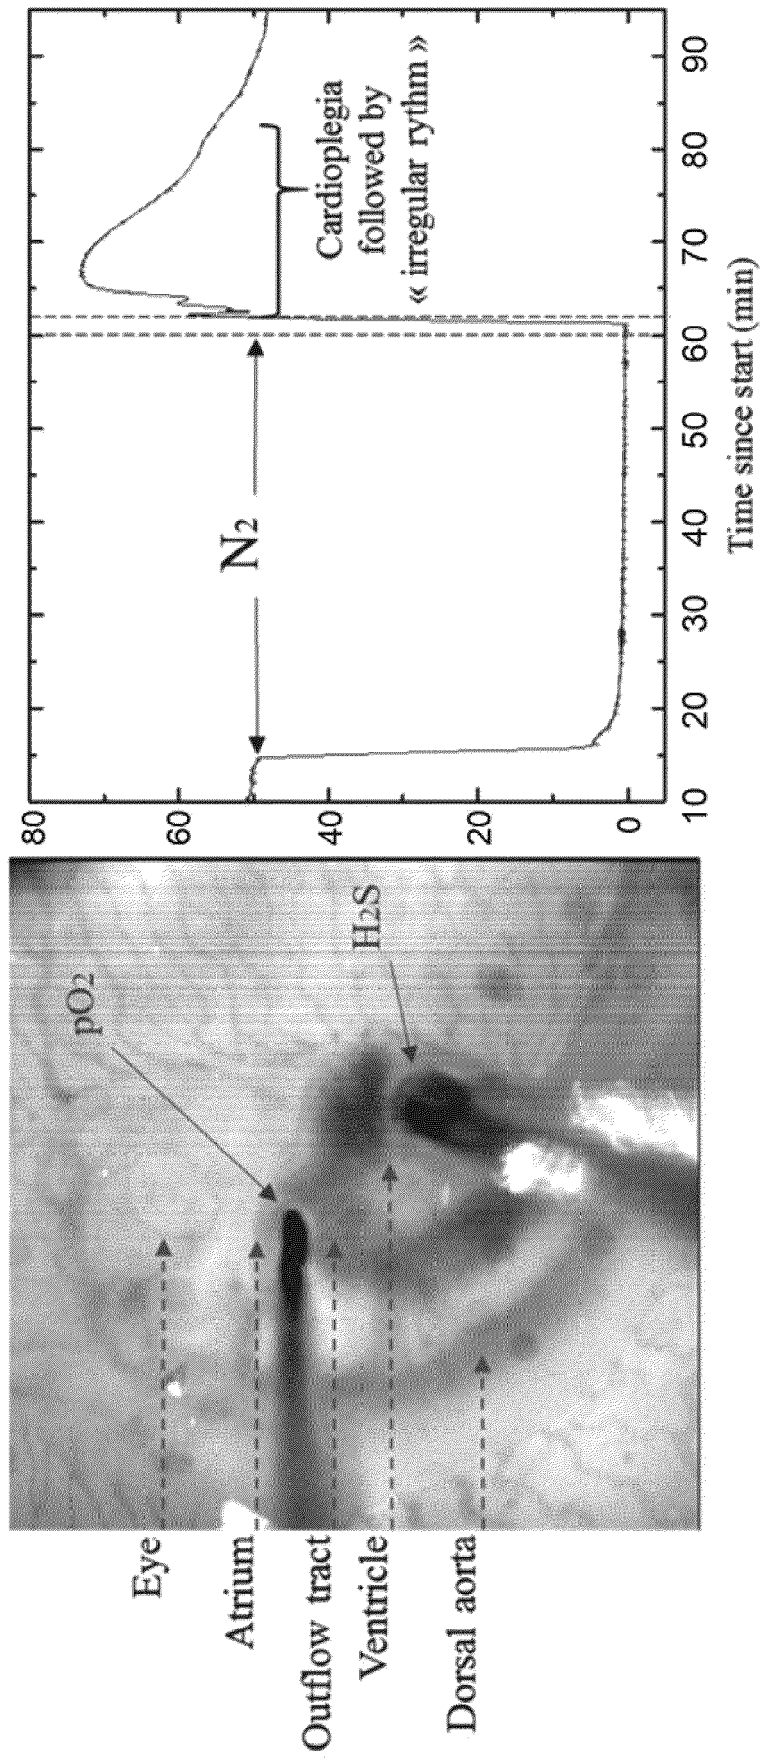 Eye
Atrium
Outflow tract
Ventricle
Dorsal aorta
pO2
H2S
80
60
40
20
0
N2
Cardioplegia
followed by
« irregular rythm »
10 20 30 40 50 60 70 80 90
Time since start (min)